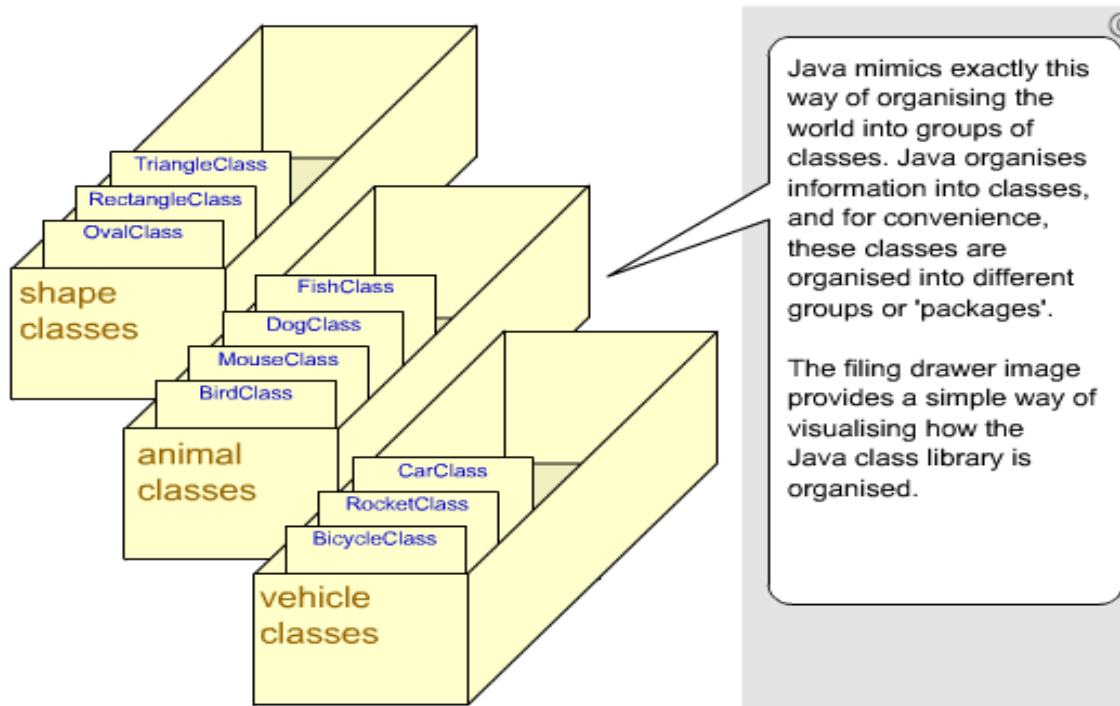 TriangleClass
RectangleClass
OvalClass
shape
classes
FishClass
DogClass
MouseClass
BirdClass
animal
classes
CarClass
RocketClass
BicycleClass
vehicle
classes
Java mimics exactly this
way of organising the
world into groups of
classes. Java organises
information into classes,
and for convenience,
these classes are
organised into different
groups or 'packages'.
The filing drawer image
provides a simple way of
visualising how the
Java class library is
organised.